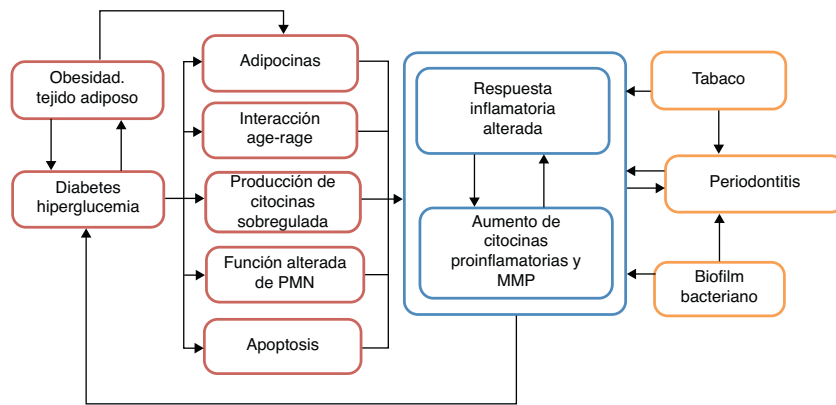 Obesidad.
tejido adiposo
Diabetes
hiperglucemia
Adipocinas
Interacción
age-rage
Producción de
citocinas
sobregulada
Función alterada
de PMN
Apoptosis
Respuesta
inflamatoria
alterada
Aumento de
citocinas
proinflamatorias y
MMP
Tabaco
Periodontitis
Biofilm
bacteriano